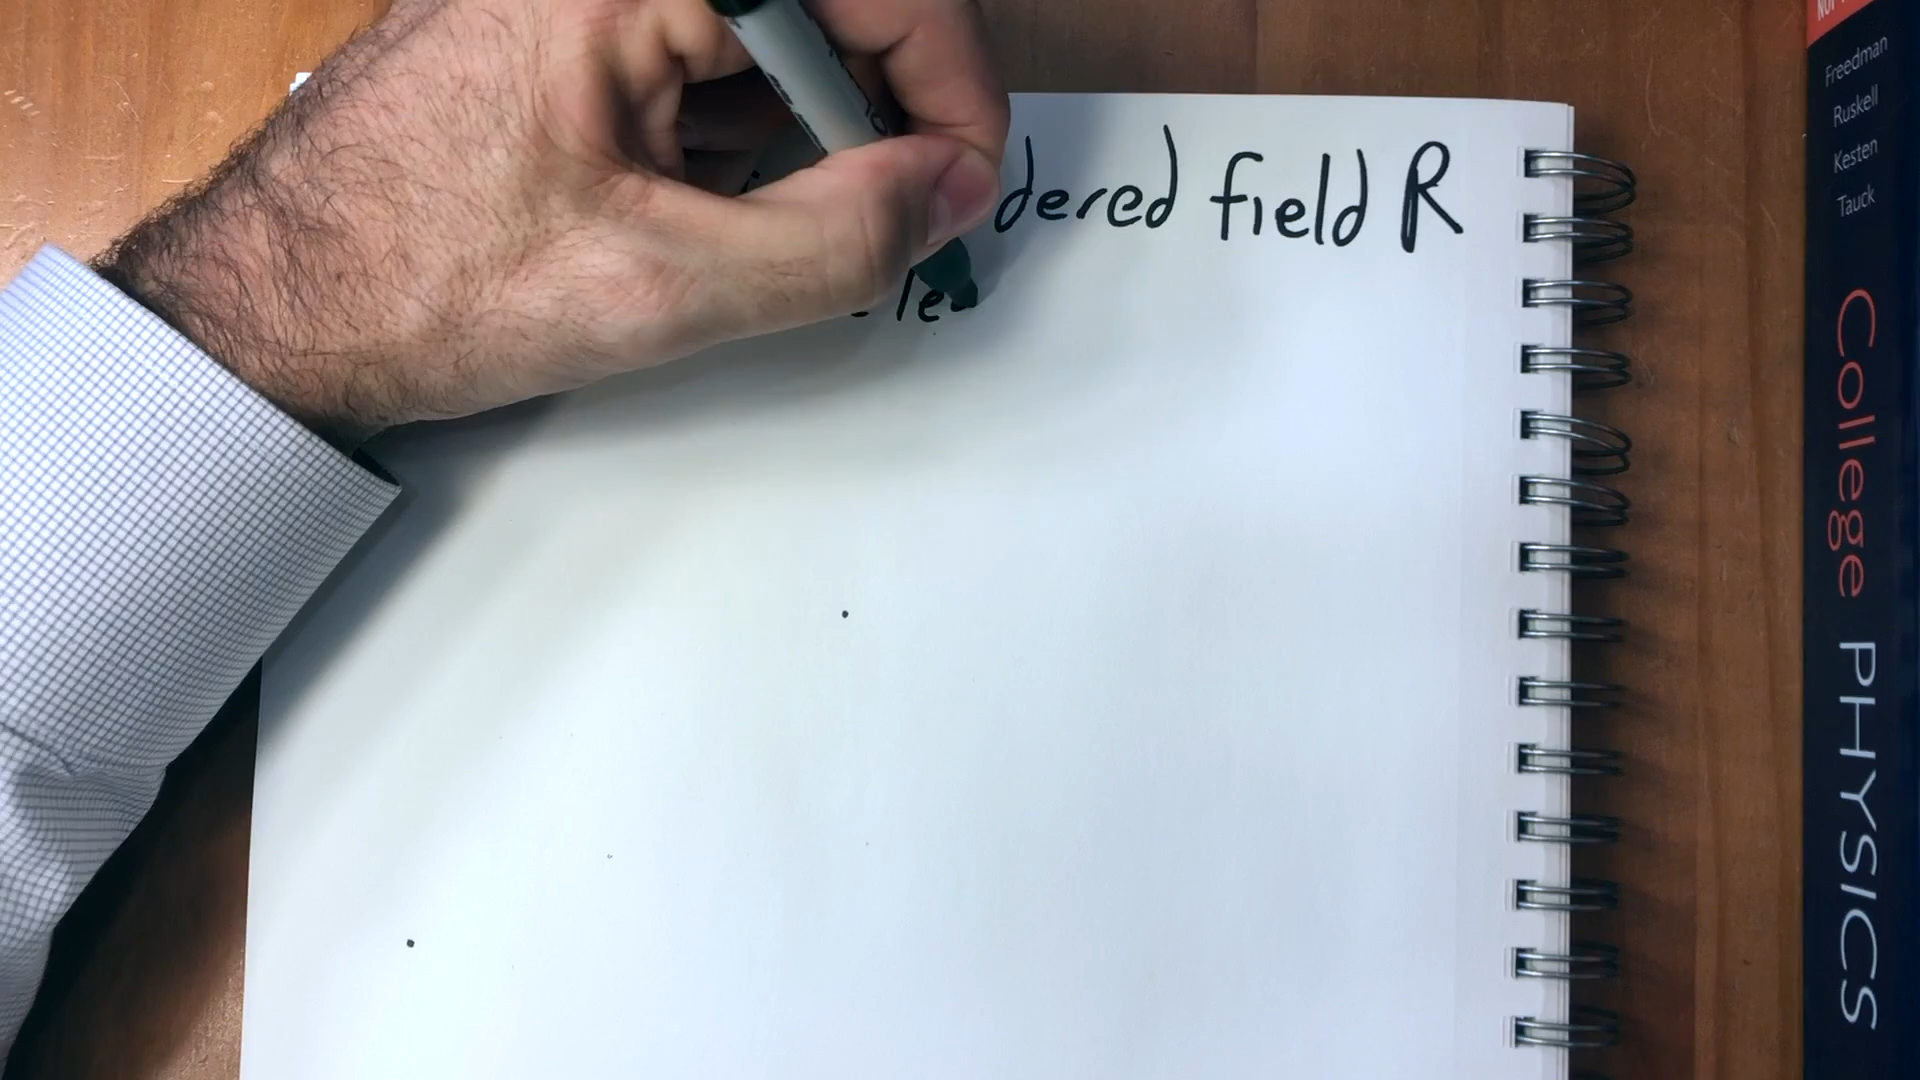 dered field R
Freedman
Ruskell
Kesten
Tauck
College PHYSICS